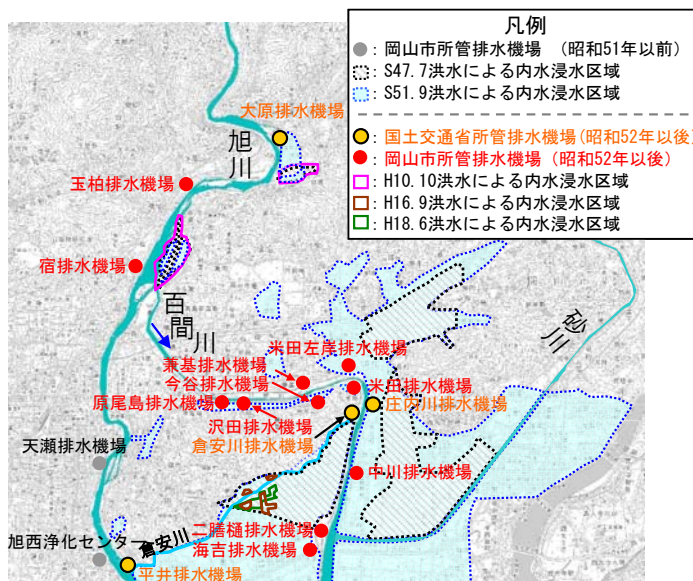 凡例
: 岡山市所管排水機場 (昭和51年以前)
: S47.7洪水による内水浸水区域
: S51.9洪水による内水浸水区域
: 国土交通省所管排水機場(昭和52年以後)
: 岡山市所管排水機場 (昭和52年以後)
: H10.10洪水による内水浸水区域
: H16.9洪水による内水浸水区域
: H18.6洪水による内水浸水区域
大原排水機場
旭川
玉柏排水機場
宿排水機場
百間川
砂川
米田左岸排水機場
兼基排水機場
今谷排水機場
米田排水機場
原尾島排水機場
庄内川排水機場
沢田排水機場
倉安川排水機場
天瀬排水機場
中川排水機場
二膳樋排水機場
旭西浄化センター
倉安川
海吉排水機場
平井排水機場